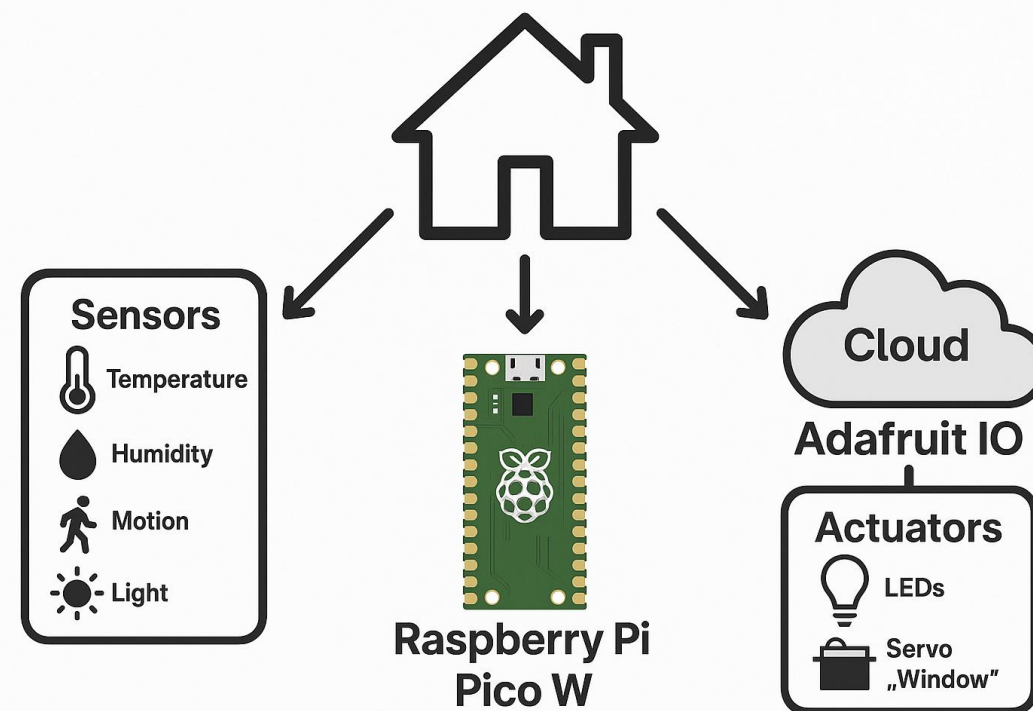 Sensors
Temperature
Humidity
Motion
Light
Raspberry Pi
Pico W
Cloud
Adafruit IO
Actuators
LEDs
Servo
„Window”